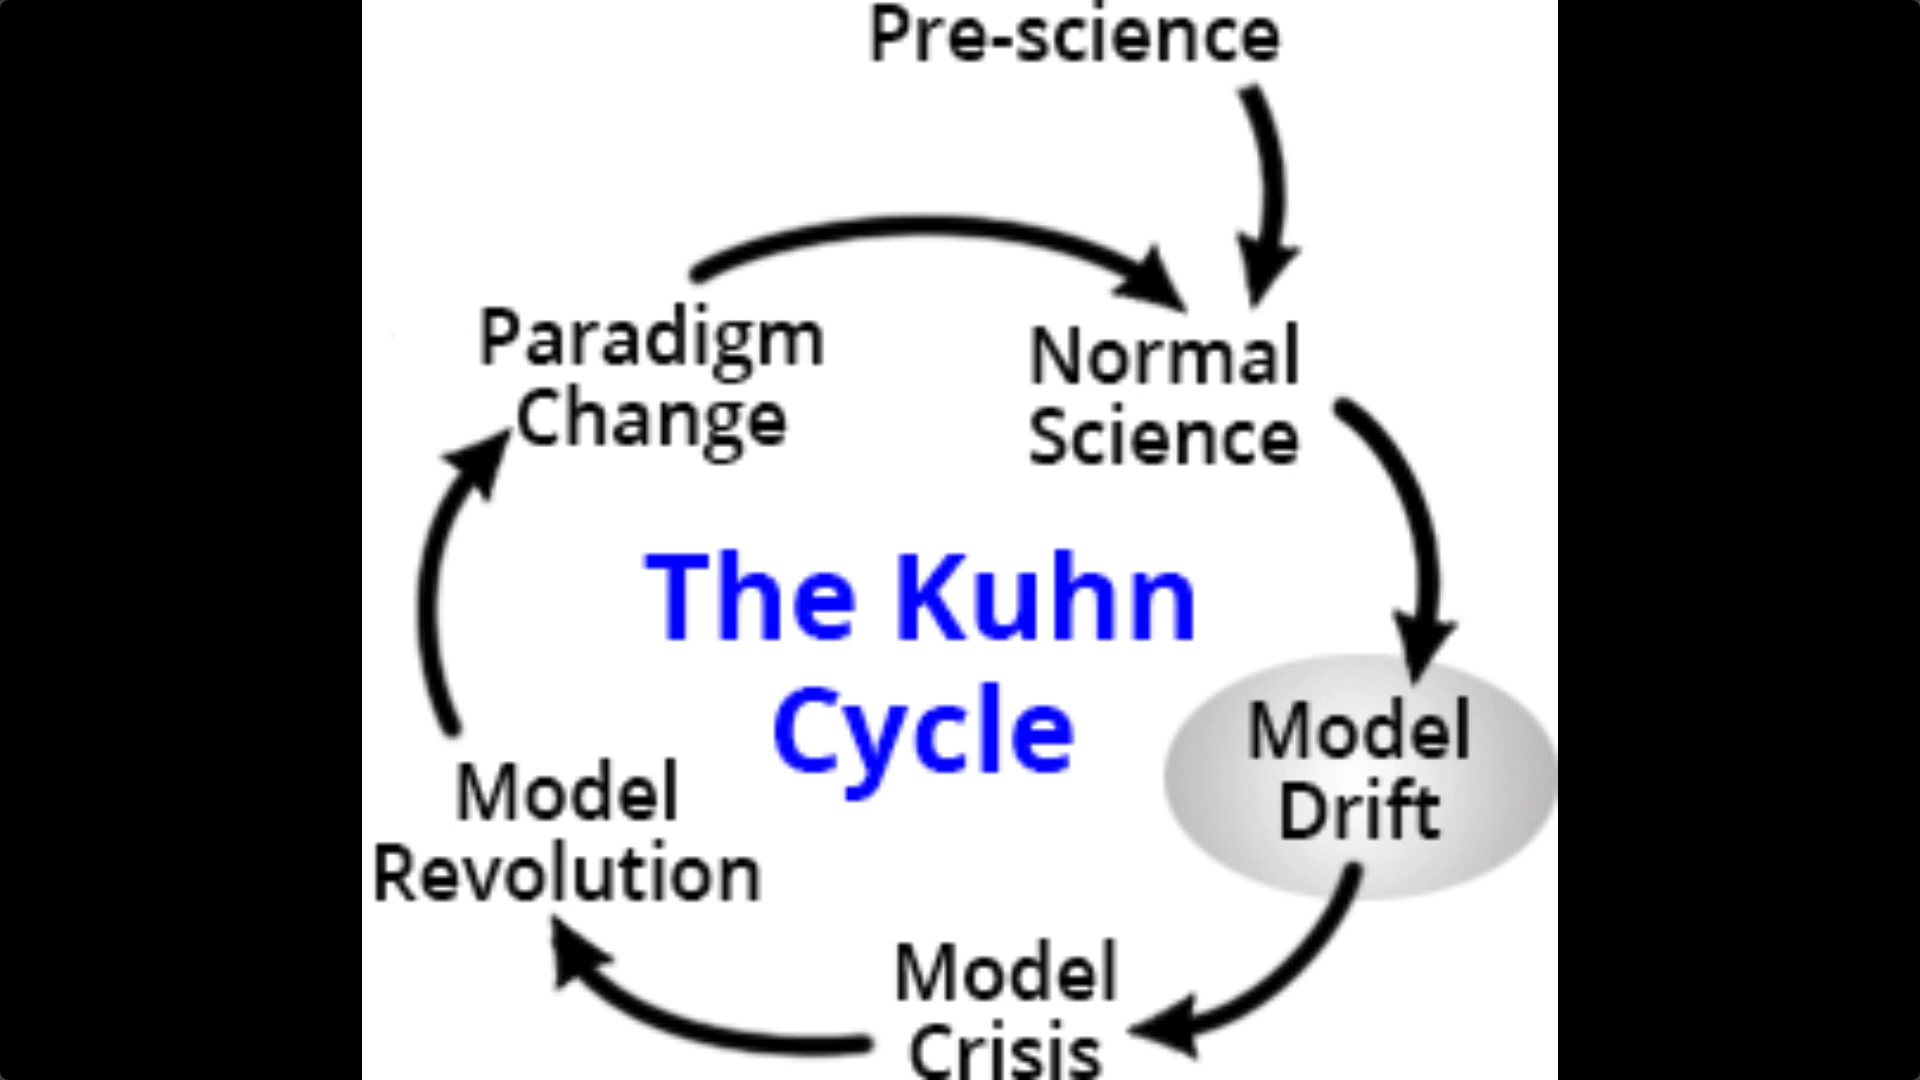 Pre-science
Paradigm
Change
Normal
Science
The Kuhn
Cycle
Model
Drift
Model
Revolution
Model
Crisis